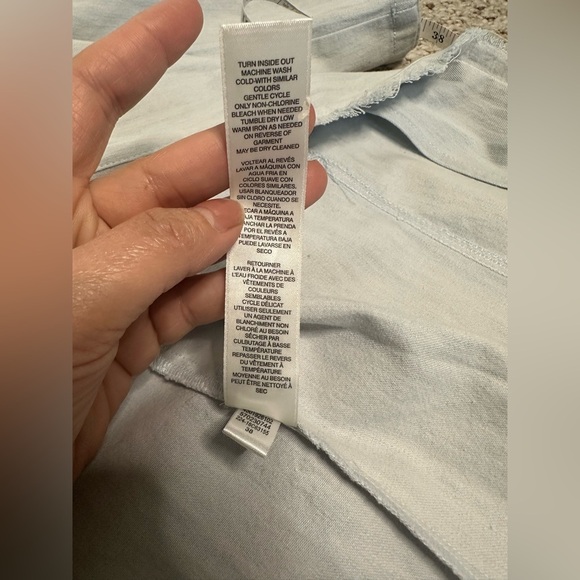 38
TURN INSIDE OUT
MACHINE WASH
COLD-WITH SIMILAR
COLORS
GENTLE CYCLE
ONLY NON-CHLORINE
BLEACH WHEN NEEDED
TUMBLE DRY LOW
WARM IRON AS NEEDED
ON REVERSE OF
GARMENT
MAY BE DRY CLEANED
VOLTEAR AL REVÉS
LAVAR A MÁQUINA CON
AGUA FRIA EN
CICLO SUAVE CON
COLORES SIMILARES.
USAR BLANQUEADOR
SIN CLORO CUANDO SE
NECESITE.
A MÁQUINA A
BAJA TEMPERATURA
PLANCHAR LA PRENDA
POR EL REVÉS A
TEMPERATURA BAJA
PUEDE LAVARSE EN
SECO
RETOURNER
LAVER À LA MACHINE À
L'EAU FROIDE AVEC DES
VÊTEMENTS DE
COULEURS
SEMBLABLES
CYCLE DÉLICAT
UTILISER SEULEMENT
UN AGENT DE
BLANCHIMENT NON
CHLORÉ AU BESOIN
SÉCHER PAR
CULBUTAGE À BASSE
TEMPÉRATURE
REPASSER LE REVERS
DU VÊTEMENT À
TEMPÉRATURE
MOYENNE AU BESOIN
PEUT ÊTRE NETTOYÉ À
SEC
570230744
224-16C93155
38